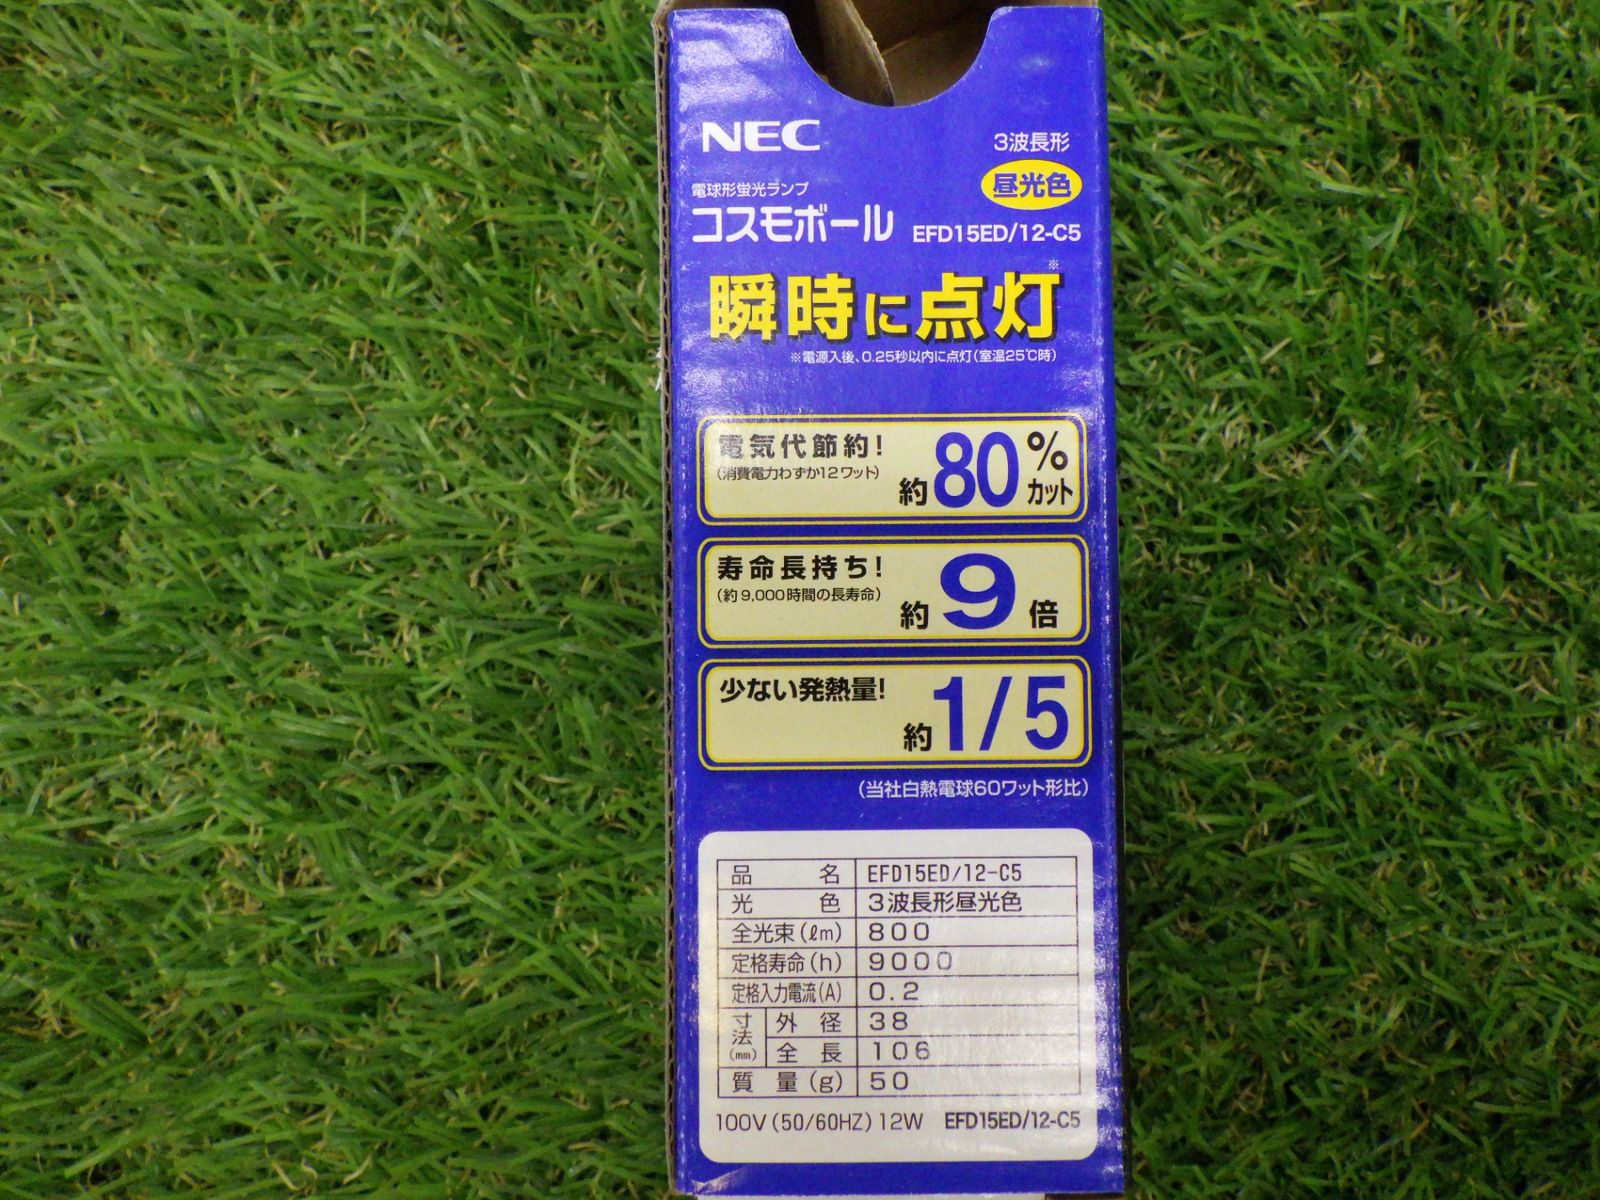 NEC
3波長形
昼光色
電球形蛍光ランプ
コスモボール EFD15ED/12-C5
瞬時に点灯※
※電源入後、0.25秒以内に点灯(室温25℃時)
電気代節約!
(消費電力わずか12ワット)
約80%カット
寿命長持ち!
(約9,000時間の長寿命)
約9倍
少ない発熱量!
約1/5
(当社白熱電球60ワット形比)
品名 EFD15ED/12-C5
光色 3波長形昼光色
全光束(ℓm) 800
定格寿命(h) 9000
定格入力電流(A) 0.2
寸法(mm) 外径 38
全長 106
質量(g) 50
100V(50/60HZ)12W EFD15ED/12-C5